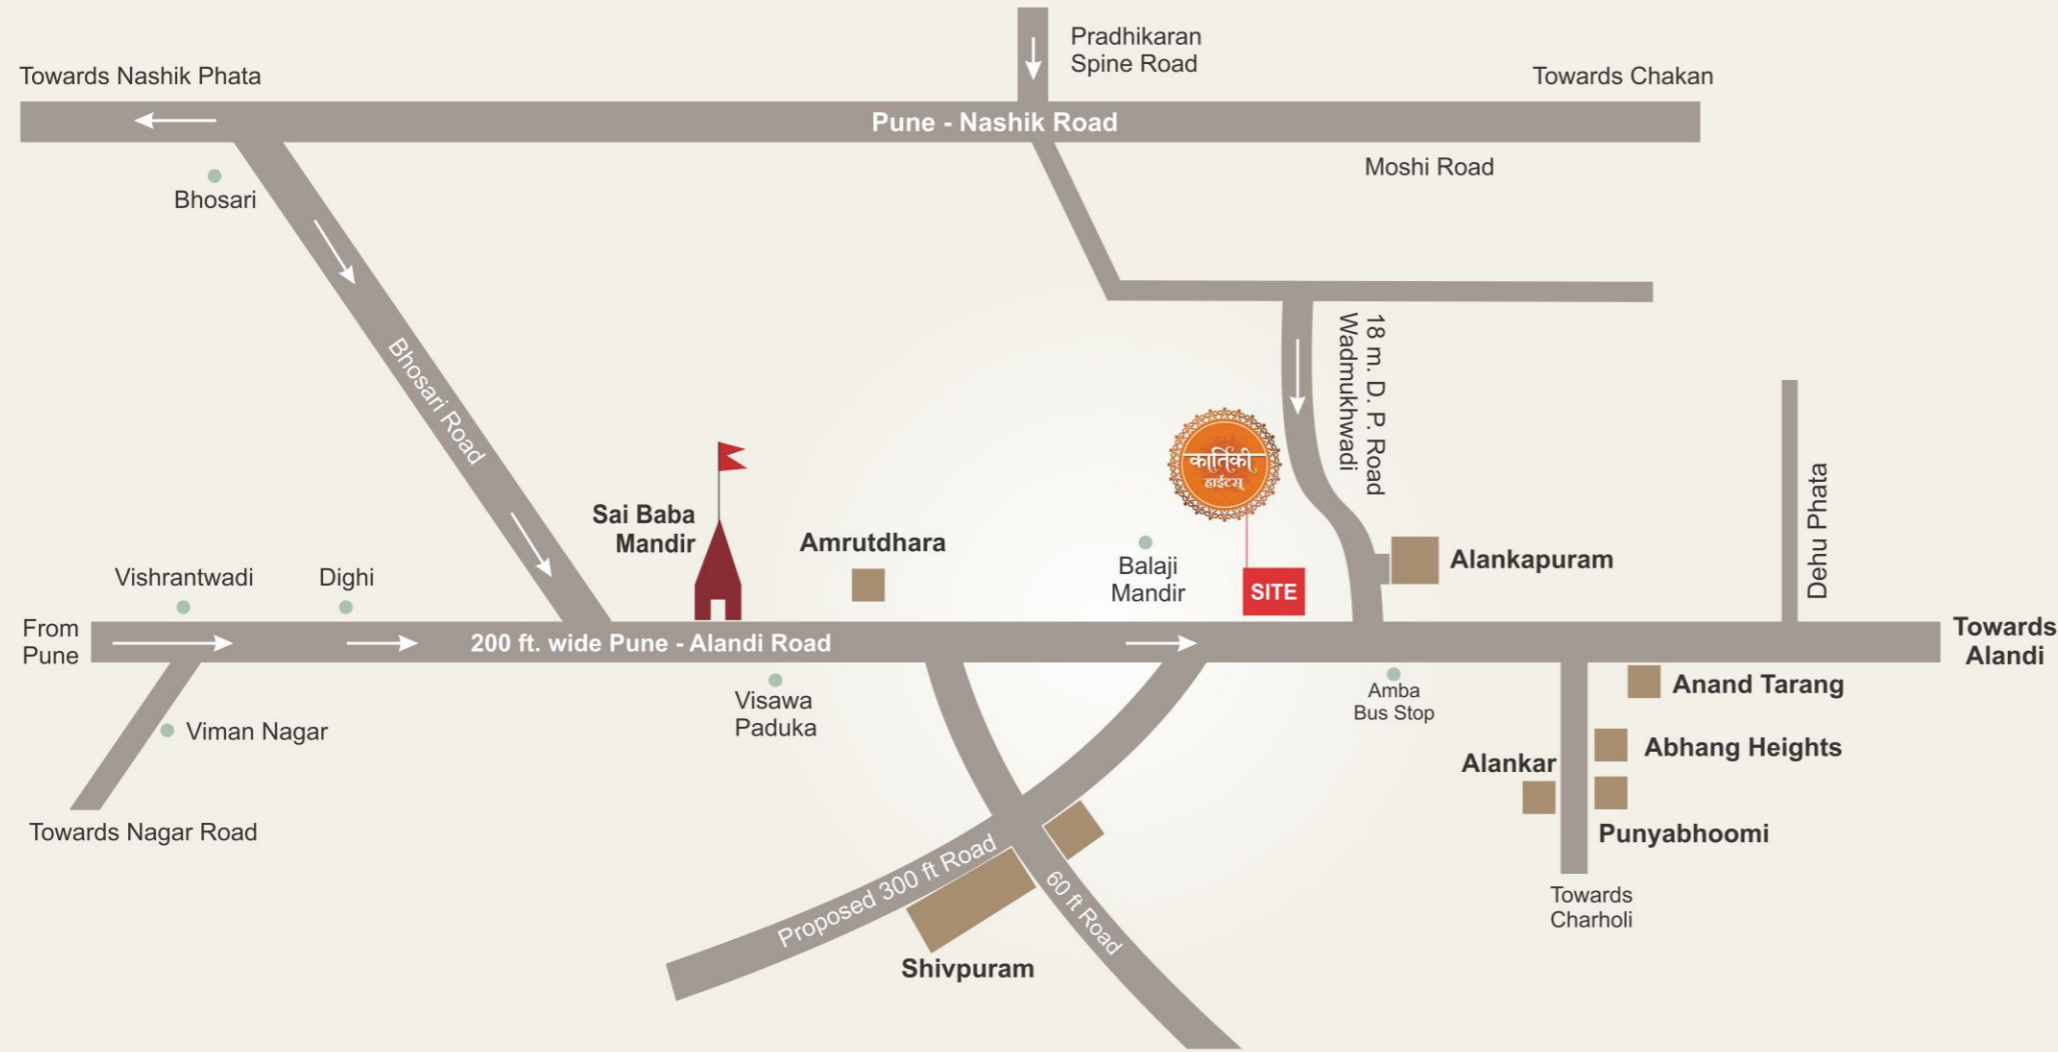 Pradhikaran
Spine Road
Towards Nashik Phata
Towards Chakan
Pune - Nashik Road
Moshi Road
Bhosari
Bhosari Road
18 m. D. P. Road
Wadmukhwadi
कार्तिकी
हाईटस्
Sai Baba
Mandir
Amrutdhara
Balaji
Mandir
SITE
Alankapuram
Dehu Phata
Vishrantwadi
Dighi
From
Pune
200 ft. wide Pune - Alandi Road
Towards
Alandi
Visawa
Paduka
Amba
Bus Stop
Anand Tarang
Viman Nagar
Abhang Heights
Alankar
Towards Nagar Road
Punyabhoomi
Proposed 300 ft Road
60 ft Road
Towards
Charholi
Shivpuram